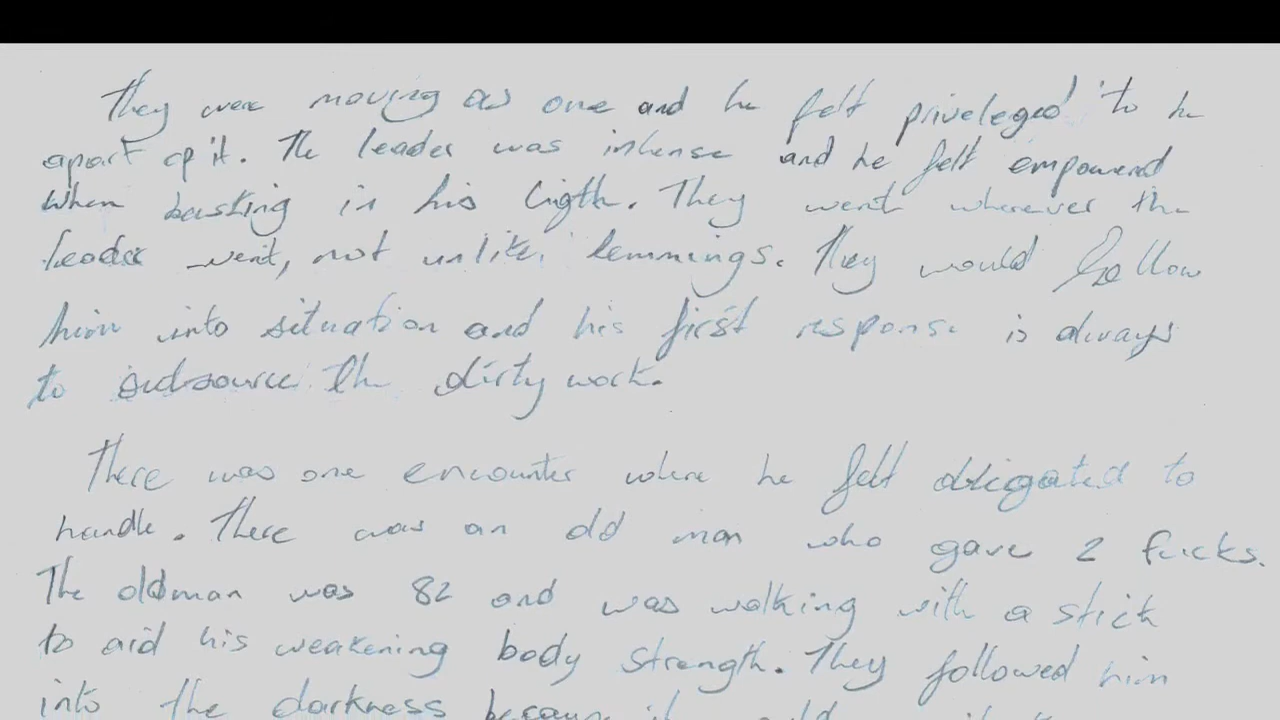 They were moving as one and he felt priveleged to be
apart of it. The leader was intense and he felt empowered
when basking in his ligth. They went wherever the
leader went, not unlike lemmings. They would follow
him into situation and his first response is always
to outsource the dirty work.
There was one encounter where he felt obligated to
handle. There was an old man who gave 2 fucks.
The oldman was 82 and was walking with a stick
to aid his weakening body strength. They followed him
into the darkness because it